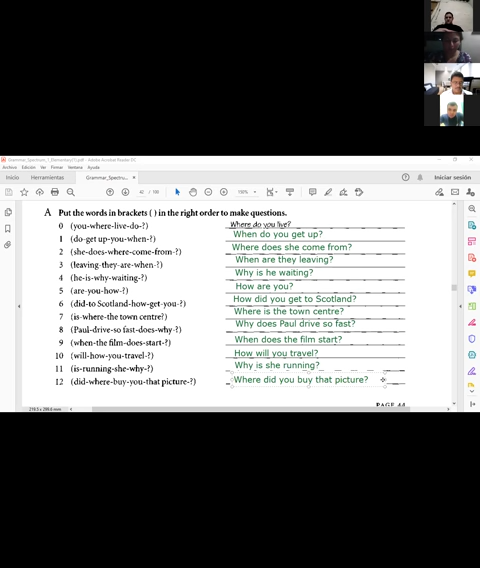 Grammar_Spectrum_1_Elementary(1).pdf - Adobe Acrobat Reader DC
Archivo Edición Ver Firmar Ventana Ayuda
Inicio Herramientas Grammar_Spectrum_... × Iniciar sesión
42 / 130 150%
A Put the words in brackets ( ) in the right order to make questions.
0 (you-where-live-do-?) Where do you live?
1 (do-get up-you-when-?) When do you get up?
2 (she-does-where-come-from-?) Where does she come from?
3 (leaving-they-are-when-?) When are they leaving?
4 (he-is-why-waiting-?) Why is he waiting?
5 (are-you-how-?) How are you?
6 (did-to Scotland-how-get-you-?) How did you get to Scotland?
7 (is-where-the town centre?) Where is the town centre?
8 (Paul-drive-so fast-does-why-?) Why does Paul drive so fast?
9 (when-the film-does-start-?) When does the film start?
10 (will-how-you-travel-?) How will you travel?
11 (is-running-she-why-?) Why is she running?
12 (did-where-buy-you-that picture-?) Where did you buy that picture?
PAGE 44